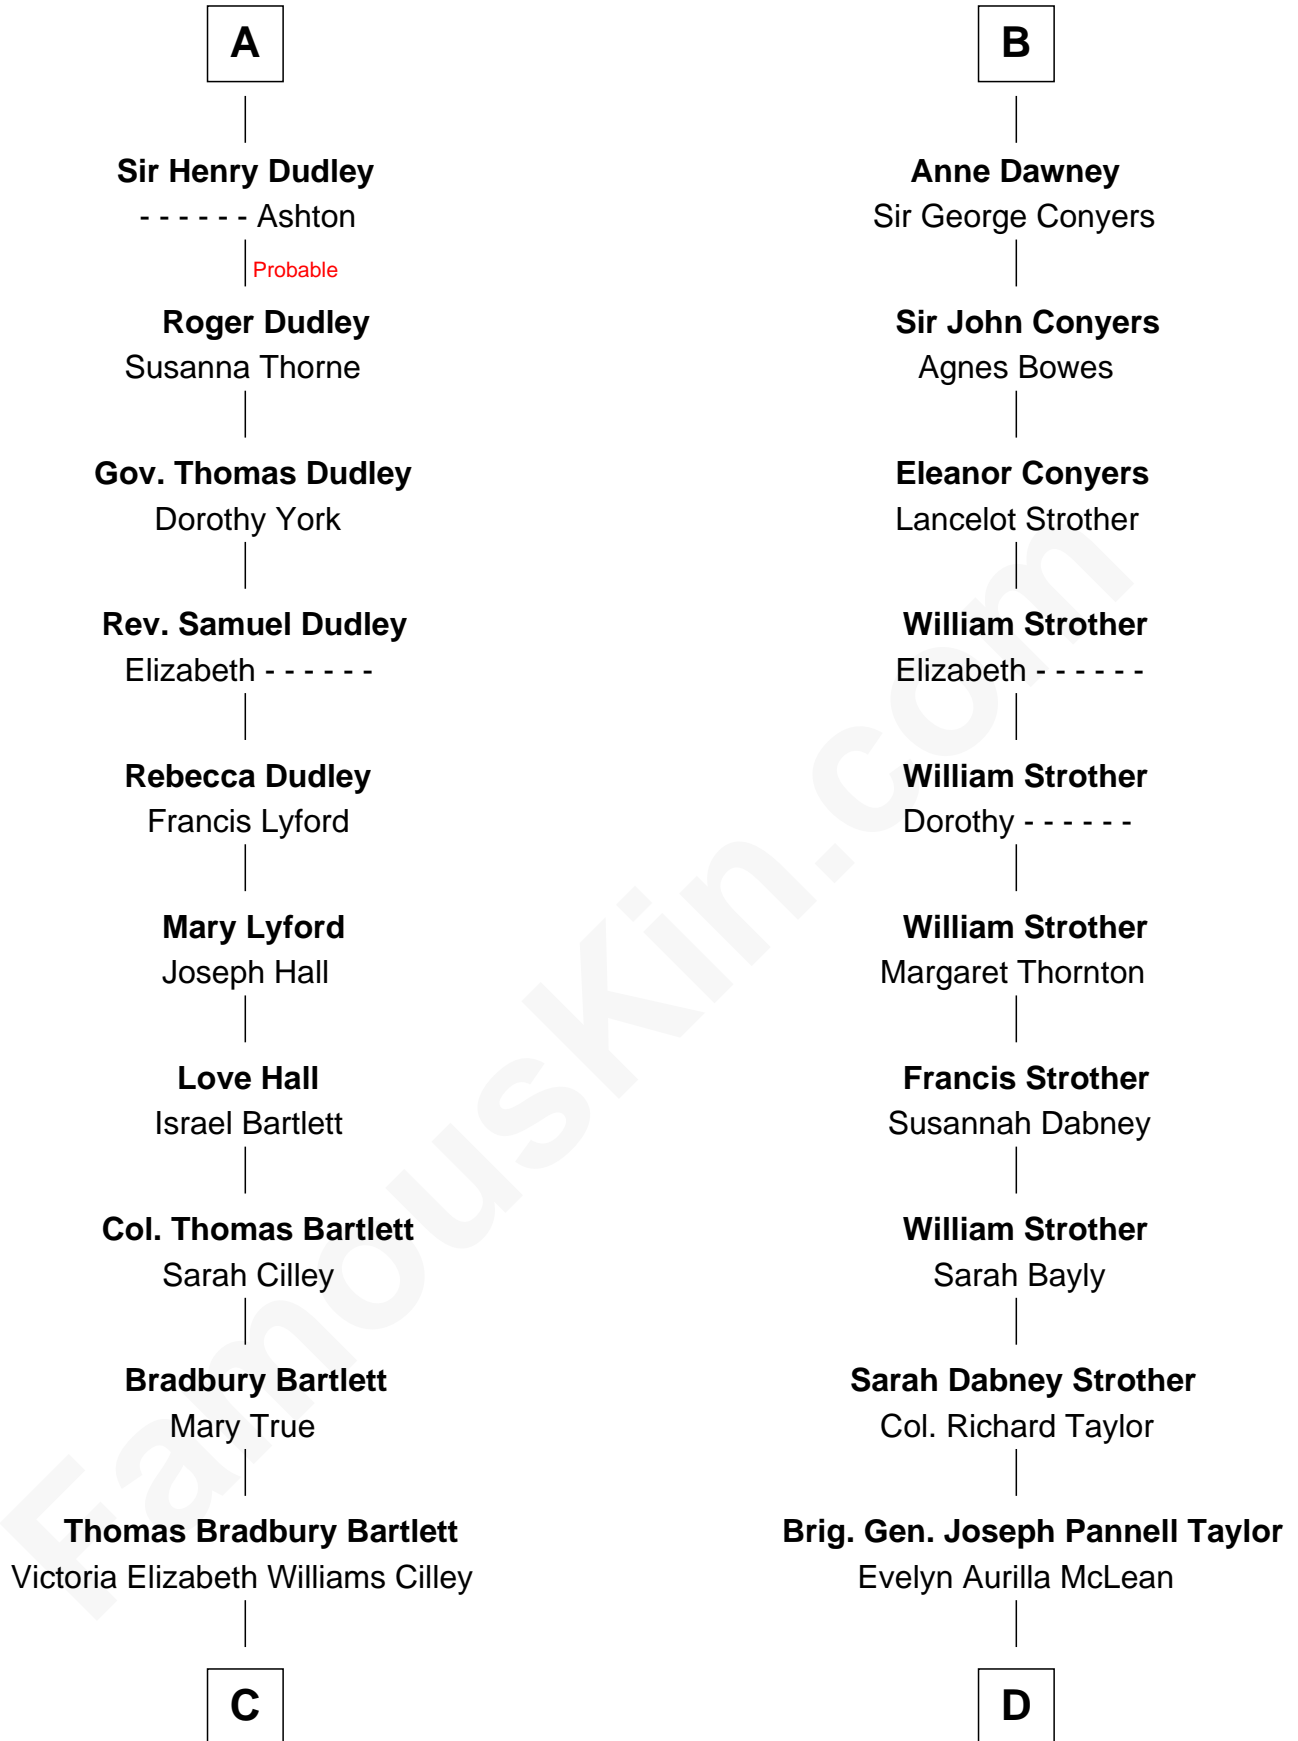 A
Sir Henry Dudley
- - - - - - Ashton
Probable
Roger Dudley
Susanna Thorne
Gov. Thomas Dudley
Dorothy York
Rev. Samuel Dudley
Elizabeth - - - - - -
Rebecca Dudley
Francis Lyford
Mary Lyford
Joseph Hall
Love Hall
Israel Bartlett
Col. Thomas Bartlett
Sarah Cilley
Bradbury Bartlett
Mary True
Thomas Bradbury Bartlett
Victoria Elizabeth Williams Cilley
C
B
Anne Dawney
Sir George Conyers
Sir John Conyers
Agnes Bowes
Eleanor Conyers
Lancelot Strother
William Strother
Elizabeth - - - - - -
William Strother
Dorothy - - - - - -
William Strother
Margaret Thornton
Francis Strother
Susannah Dabney
William Strother
Sarah Bayly
Sarah Dabney Strother
Col. Richard Taylor
Brig. Gen. Joseph Pannell Taylor
Evelyn Aurilla McLean
D
FamousKin.com